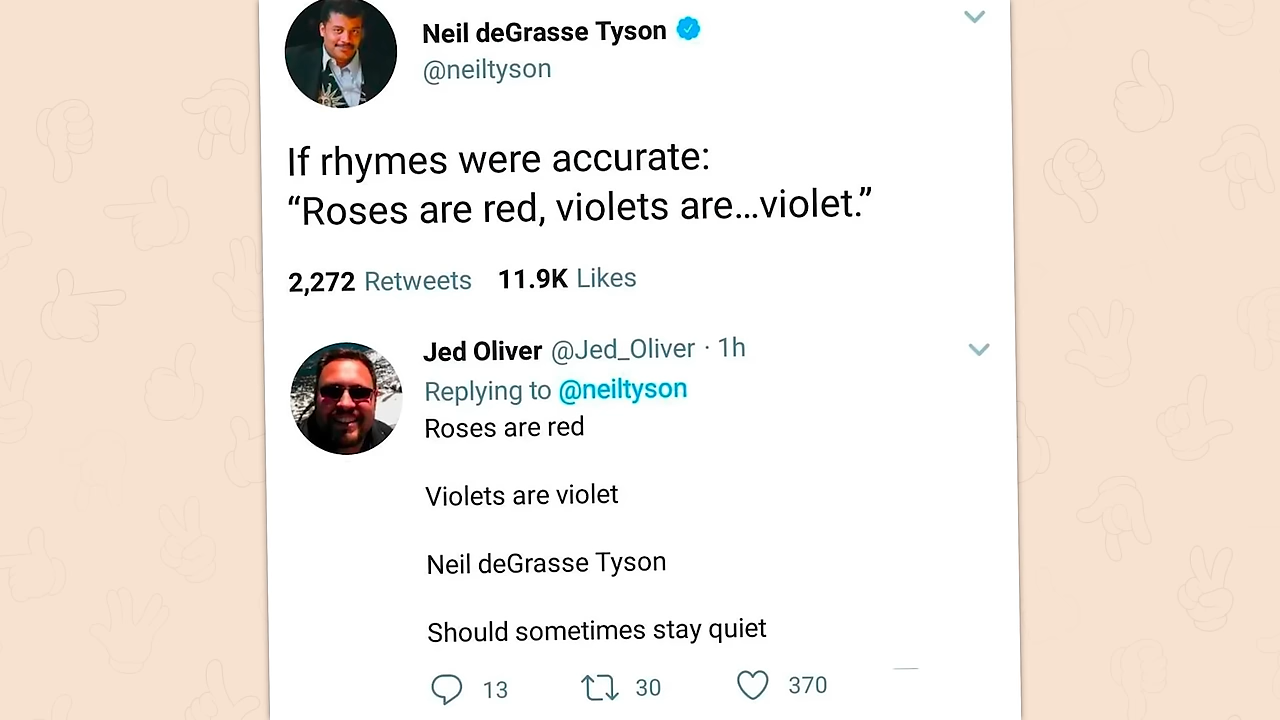 Neil deGrasse Tyson
@neiltyson
If rhymes were accurate:
“Roses are red, violets are...violet.”
2,272 Retweets 11.9K Likes
Jed Oliver @Jed_Oliver · 1h
Replying to @neiltyson
Roses are red
Violets are violet
Neil deGrasse Tyson
Should sometimes stay quiet
13 30 370